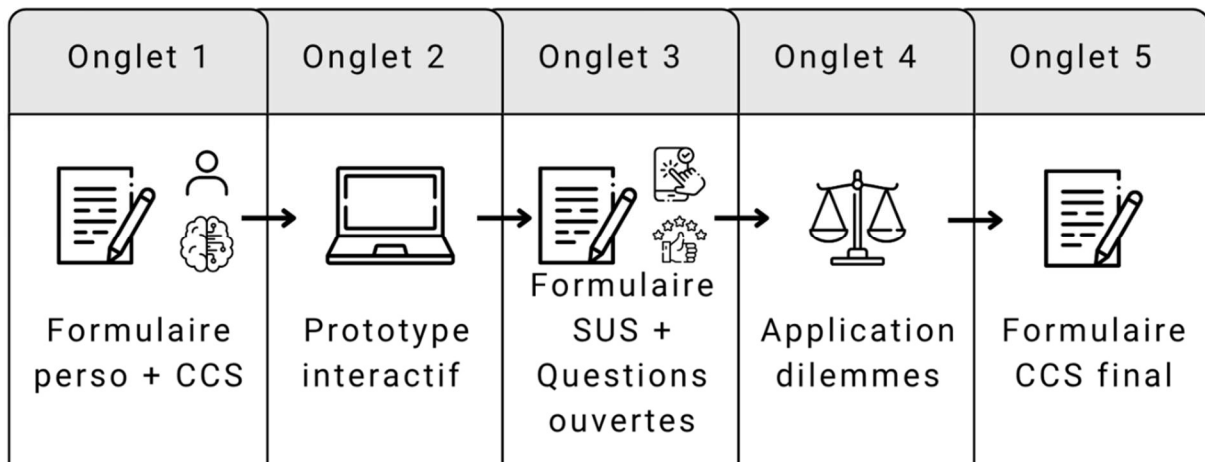 Onglet 1
Onglet 2
Onglet 3
Onglet 4
Onglet 5
Formulaire
perso + CCS
Prototype
interactif
Formulaire
SUS +
Questions
ouvertes
Application
dilemmes
Formulaire
CCS final